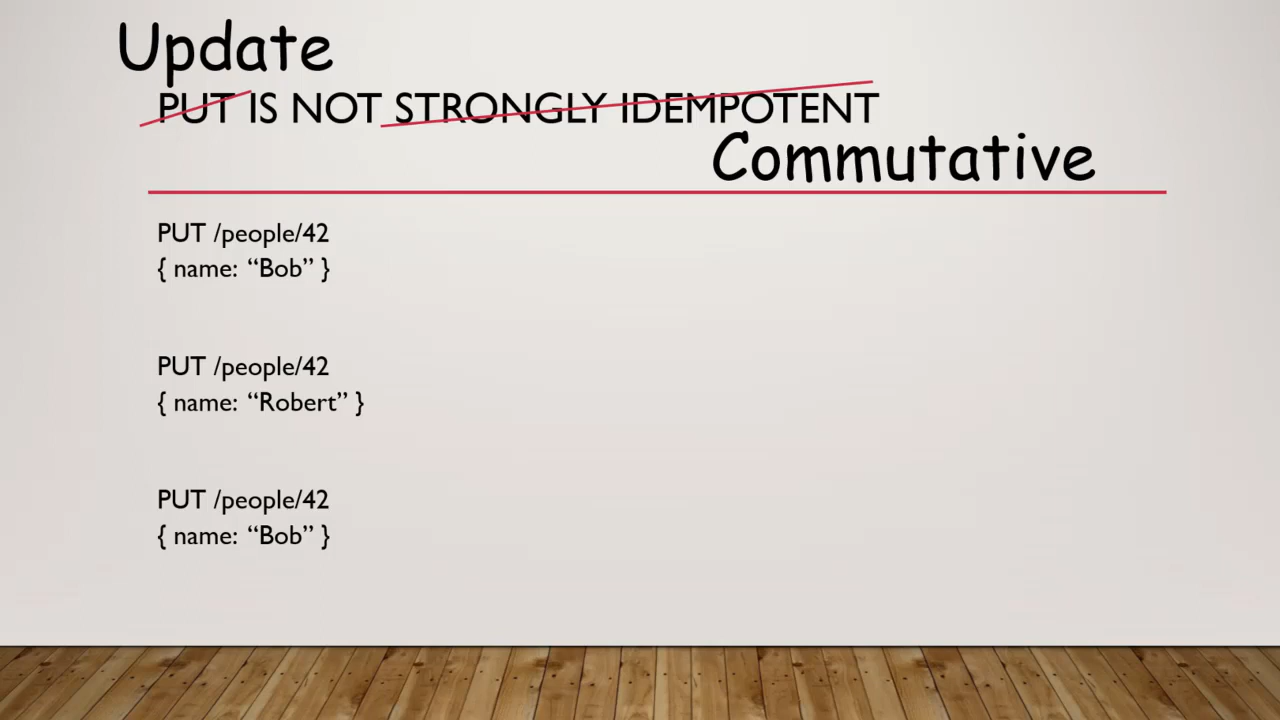 Update
PUT IS NOT STRONGLY IDEMPOTENT
Commutative
PUT /people/42
{ name: “Bob” }
PUT /people/42
{ name: “Robert” }
PUT /people/42
{ name: “Bob” }